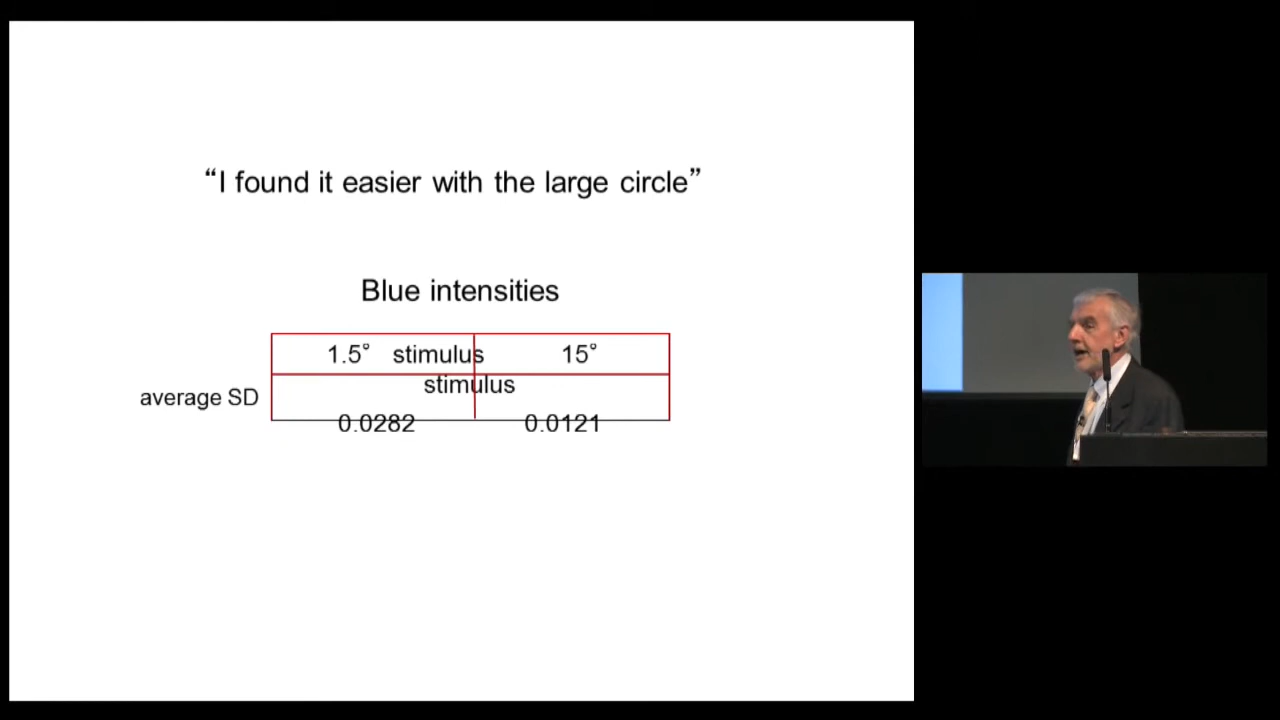 “I found it easier with the large circle”
Blue intensities
1.5° stimulus 15°
stimulus
average SD
0.0282 0.0121